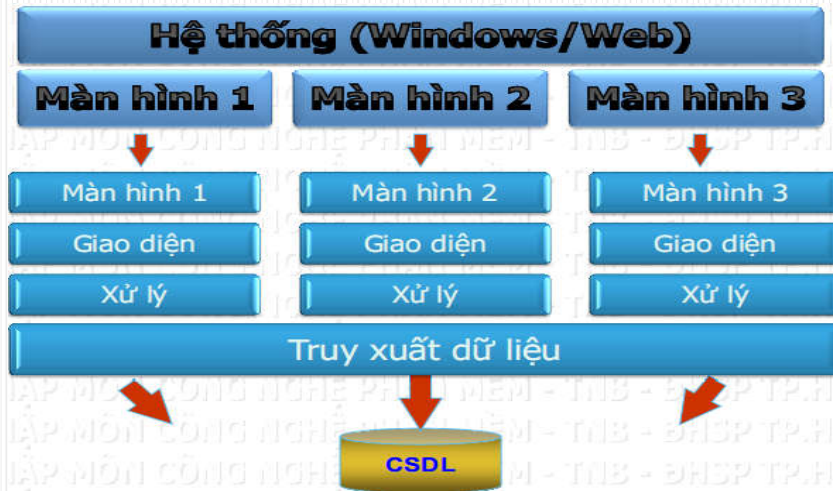 Hệ thống (Windows/Web)
Màn hình 1 Màn hình 2 Màn hình 3
Màn hình 1 Màn hình 2 Màn hình 3
Giao diện Giao diện Giao diện
Xử lý Xử lý Xử lý
Truy xuất dữ liệu
CSDL